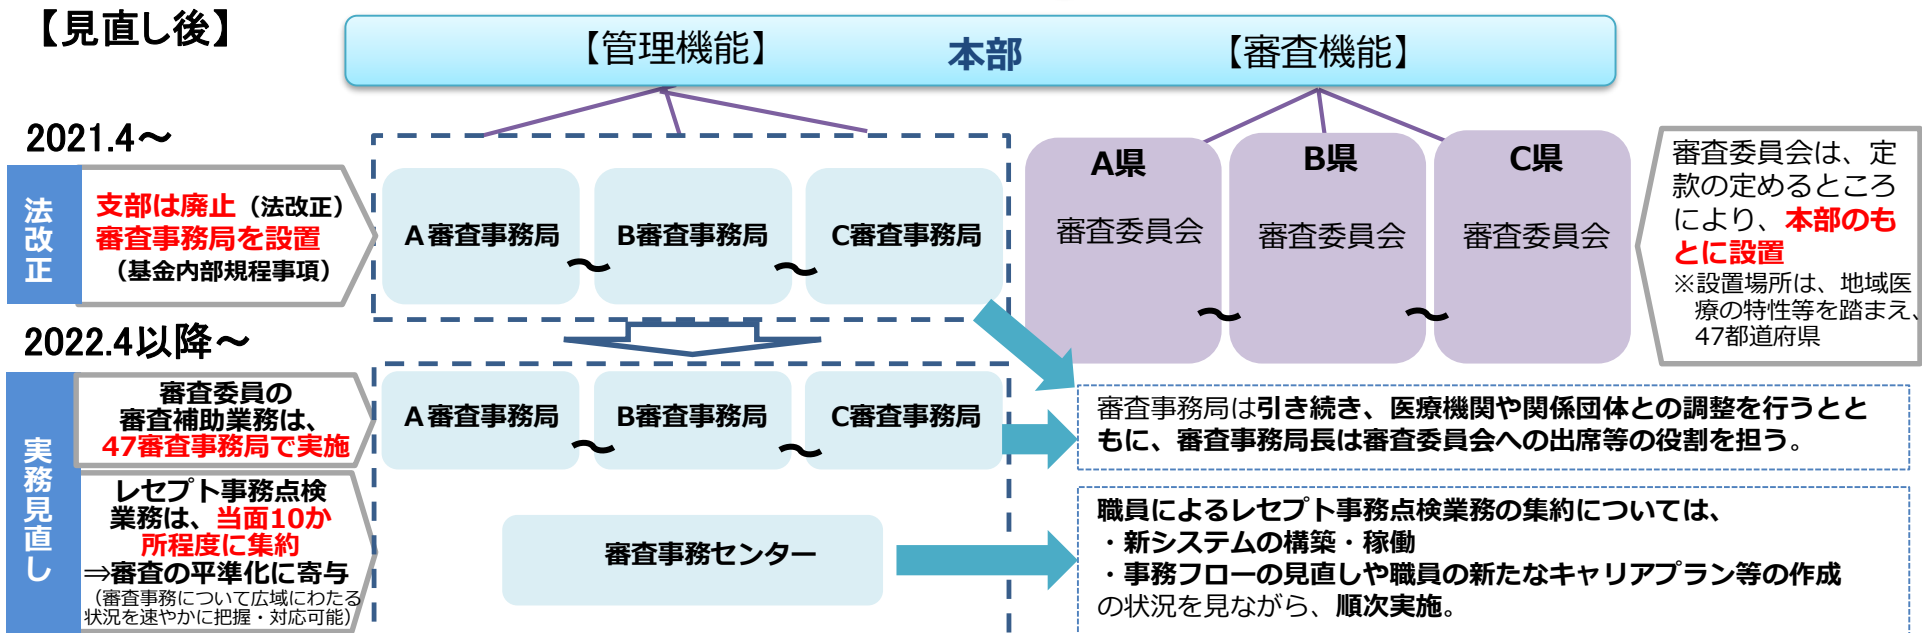 【見直し後】
【管理機能】 本部 【審査機能】
2021.4～
法改正
支部は廃止（法改正）
審査事務局を設置
（基金内部規程事項）
A審査事務局 ～ B審査事務局 ～ C審査事務局
A県
審査委員会
～
B県
審査委員会
～
C県
審査委員会
審査委員会は、定
款の定めるところ
により、本部のも
とに設置
※設置場所は、地域医
療の特性等を踏まえ、
47都道府県
2022.4以降～
実務見直し
審査委員の
審査補助業務は、
47審査事務局で実施
A審査事務局 ～ B審査事務局 ～ C審査事務局
審査事務局は引き続き、医療機関や関係団体との調整を行うとと
もに、審査事務局長は審査委員会への出席等の役割を担う。
レセプト事務点検
業務は、当面10か
所程度に集約
⇒審査の平準化に寄与
（審査事務について広域にわたる
状況を速やかに把握・対応可能）
審査事務センター
職員によるレセプト事務点検業務の集約については、
・新システムの構築・稼働
・事務フローの見直しや職員の新たなキャリアプラン等の作成
の状況を見ながら、順次実施。